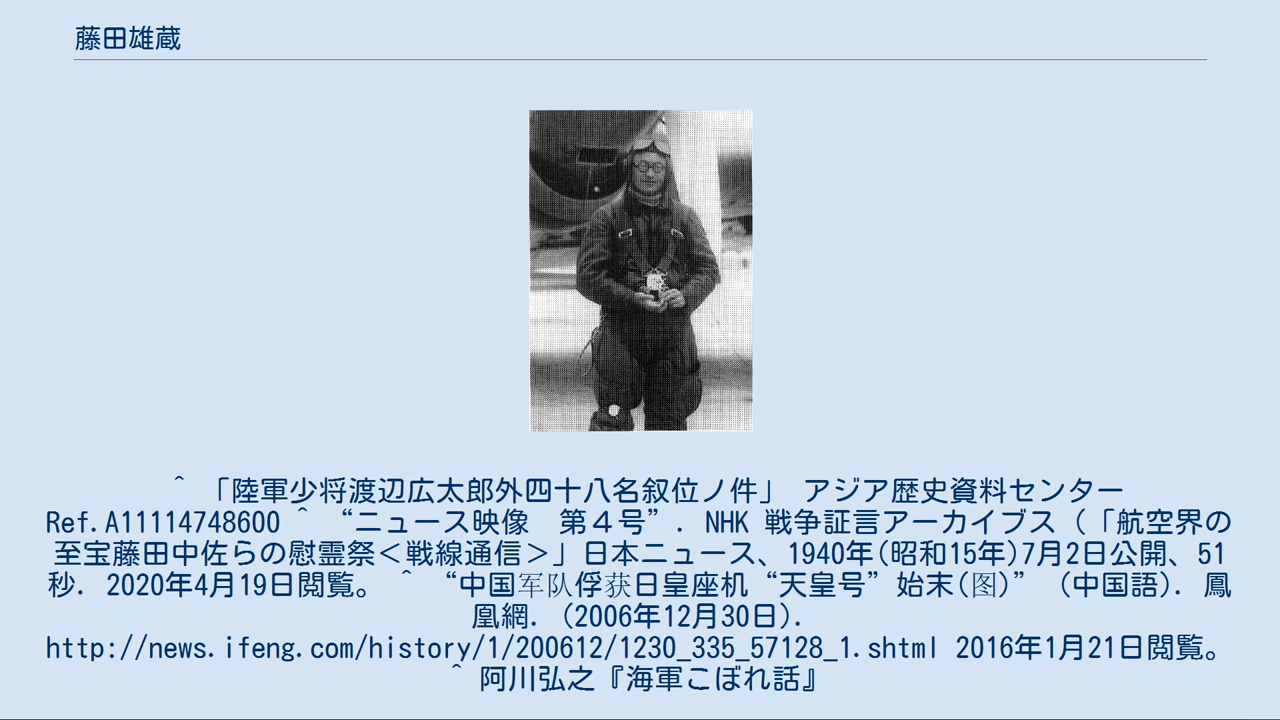 藤田雄蔵
^ 「陸軍少将渡辺広太郎外四十八名叙位ノ件」 アジア歴史資料センター
Ref.A11114748600 ^ “ニュース映像　第４号”. NHK 戦争証言アーカイブス (「航空界の
至宝藤田中佐らの慰霊祭＜戦線通信＞」日本ニュース、1940年(昭和15年)7月2日公開、51
秒. 2020年4月19日閲覧。 ^ “中国军队俘获日皇座机“天皇号”始末(图)” (中国語). 鳳
凰網. (2006年12月30日).
http://news.ifeng.com/history/1/200612/1230_335_57128_1.shtml 2016年1月21日閲覧。
^ 阿川弘之『海軍こぼれ話』